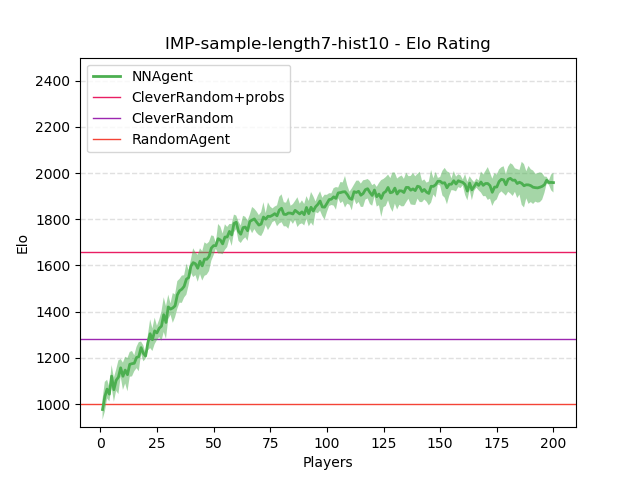 IMP-sample-length7-hist10 - Elo Rating
NNAgent
CleverRandom+probs
CleverRandom
RandomAgent
Elo
2400
2200
2000
1800
1600
1400
1200
1000
0 25 50 75 100 125 150 175 200
Players